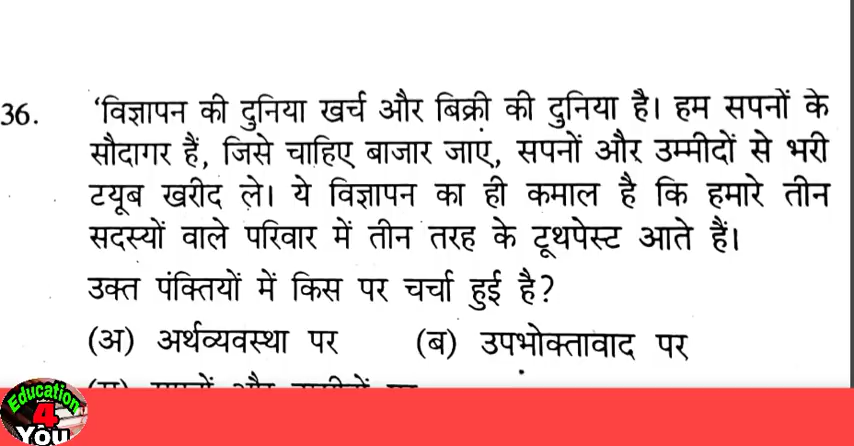 36. 'विज्ञापन की दुनिया खर्च और बिक्री की दुनिया है। हम सपनों के
सौदागर हैं, जिसे चाहिए बाजार जाएं, सपनों और उम्मीदों से भरी
टयूब खरीद ले। ये विज्ञापन का ही कमाल है कि हमारे तीन
सदस्यों वाले परिवार में तीन तरह के टूथपेस्ट आते हैं।
उक्त पंक्तियों में किस पर चर्चा हुई है?
(अ) अर्थव्यवस्था पर (ब) उपभोक्तावाद पर
Education
4
You